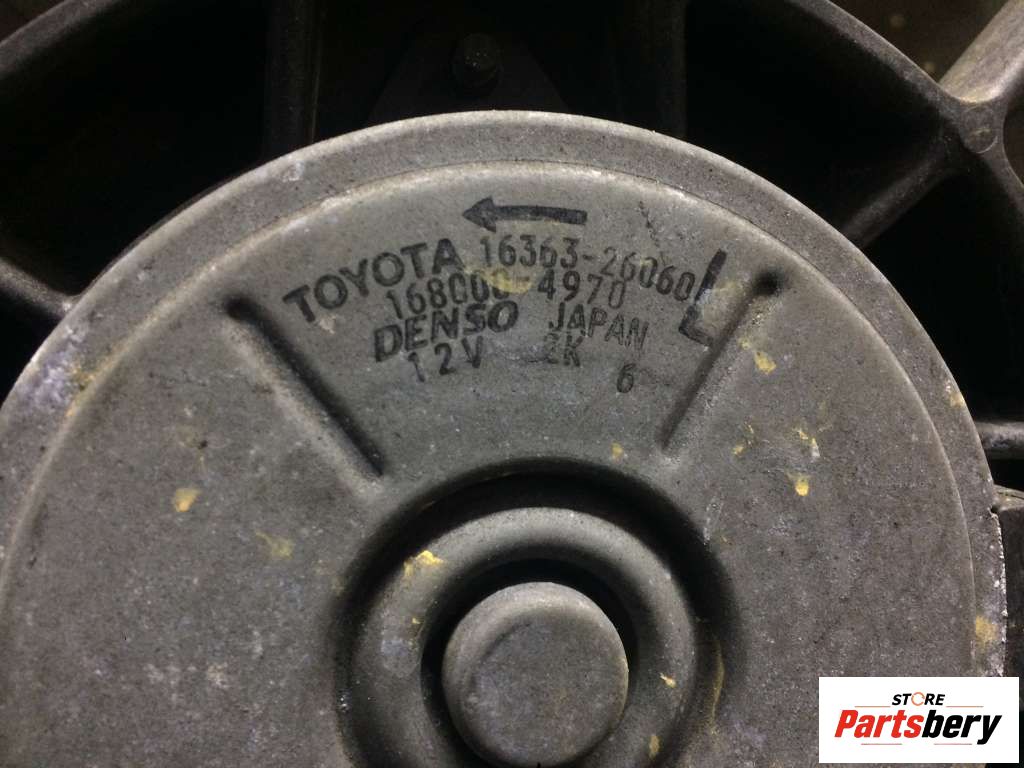 TOYOTA 16363-26060 L
168000-4970
DENSO JAPAN
12V 2K 6
STORE
Partsbery